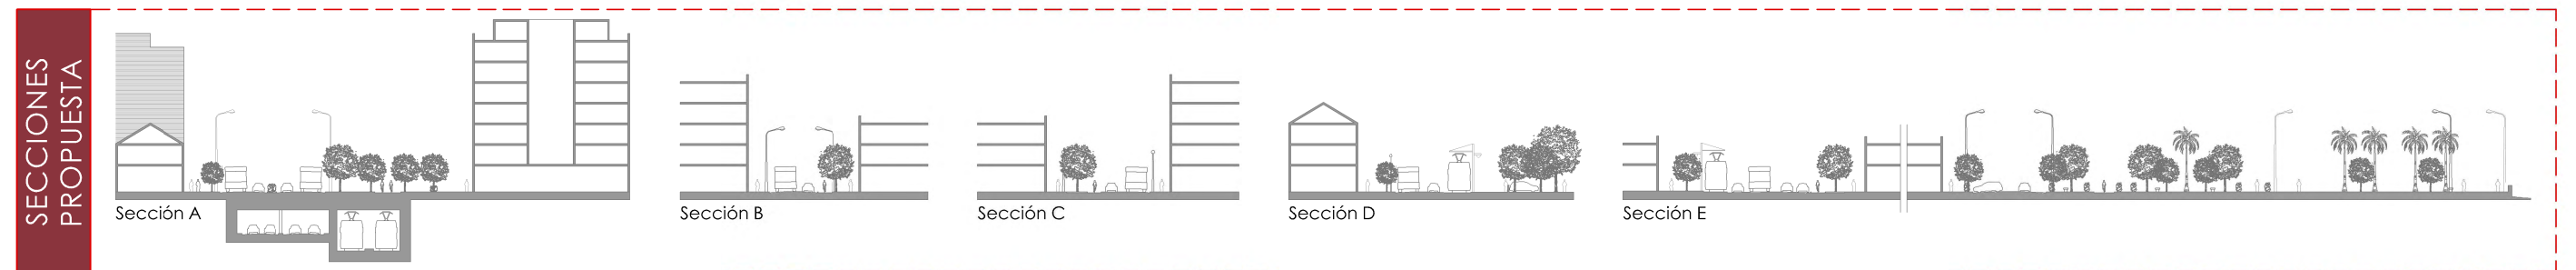 SECCIONES
PROPUESTA
Sección A
Sección B
Sección C
Sección D
Sección E